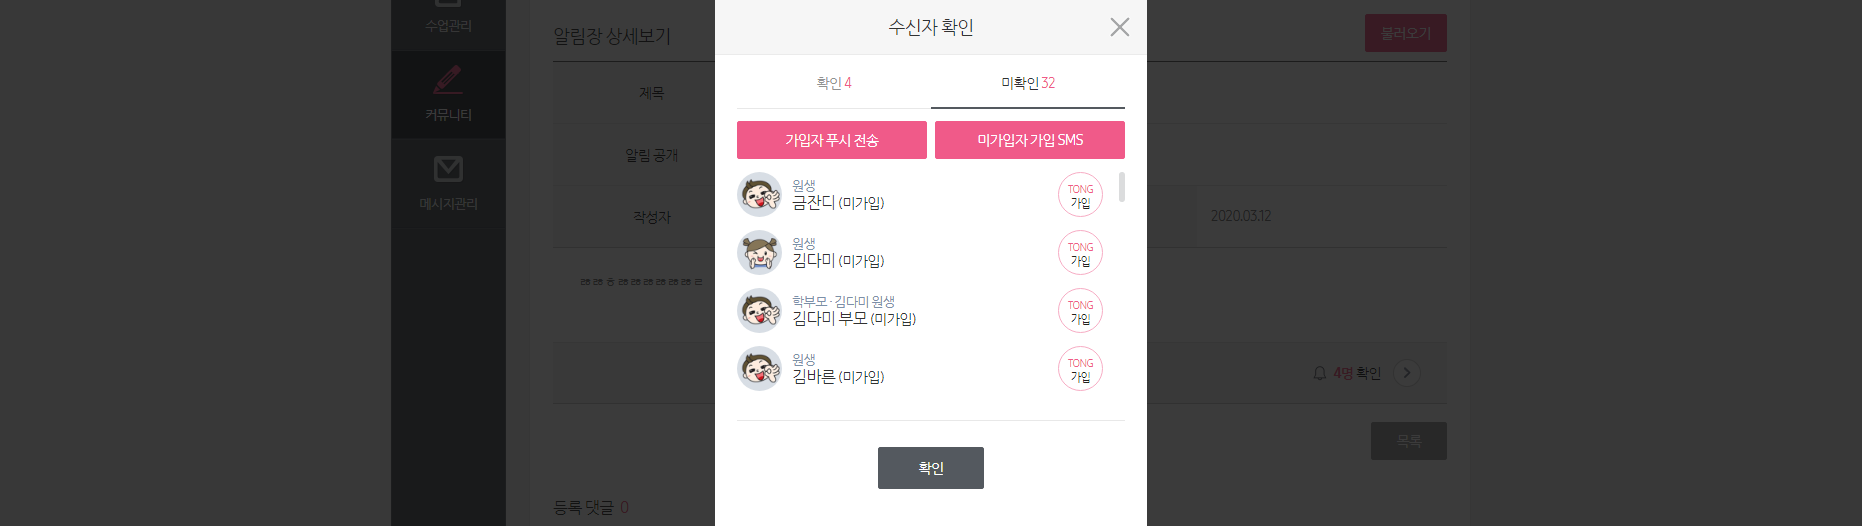 수업관리
커뮤니티
메시지관리
알림장 상세보기
불러오기
제목
알림 공개
작성자
2020.03.12
4명 확인
목록
등록 댓글 0
수신자 확인
확인 4
미확인 32
가입자 푸시 전송
미가입자 가입 SMS
원생
금잔디 (미가입)
TONG
가입
원생
김다미 (미가입)
TONG
가입
학부모 · 김다미 원생
김다미 부모 (미가입)
TONG
가입
원생
김바른 (미가입)
TONG
가입
확인